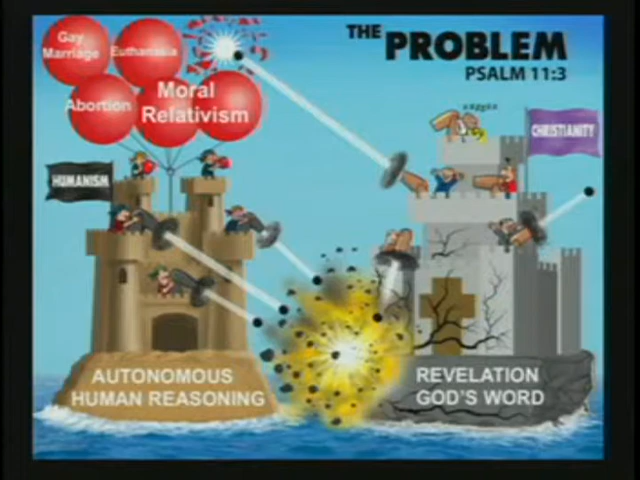 THE PROBLEM
PSALM 11:3
Gay
Marriage
Euthanasia
Abortion
Moral
Relativism
HUMANISM
CHRISTIANITY
AUTONOMOUS
HUMAN REASONING
REVELATION
GOD'S WORD